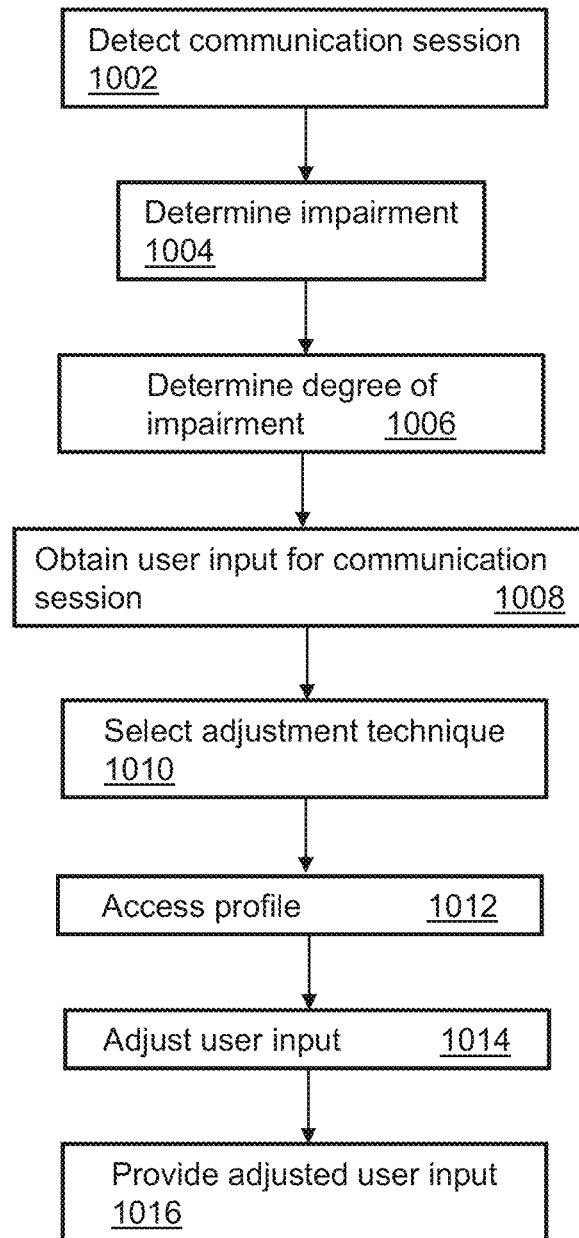 Detect communication session
1002
Determine impairment
1004
Determine degree of
impairment 1006
Obtain user input for communication
session 1008
Select adjustment technique
1010
Access profile 1012
Adjust user input 1014
Provide adjusted user input
1016